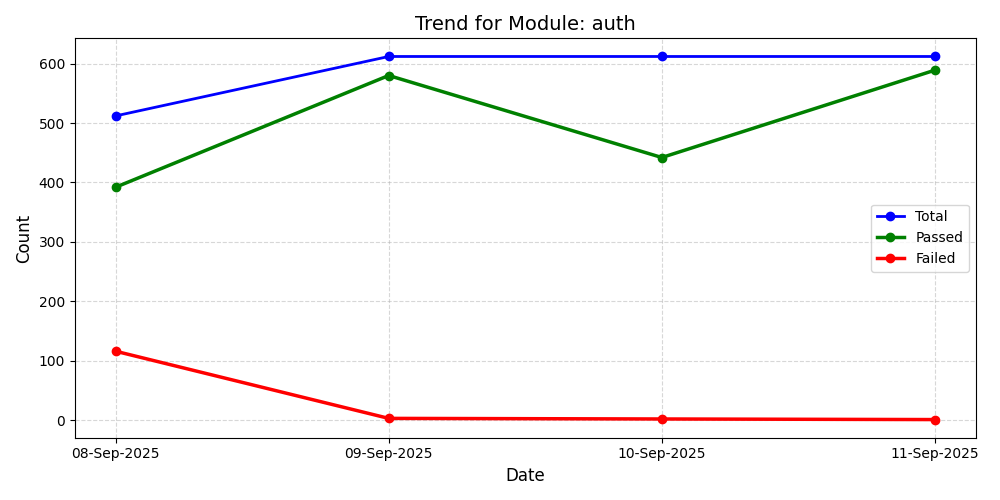 Trend for Module: auth
Count
600
500
400
300
200
100
0
Total
Passed
Failed
08-Sep-2025
09-Sep-2025
10-Sep-2025
11-Sep-2025
Date